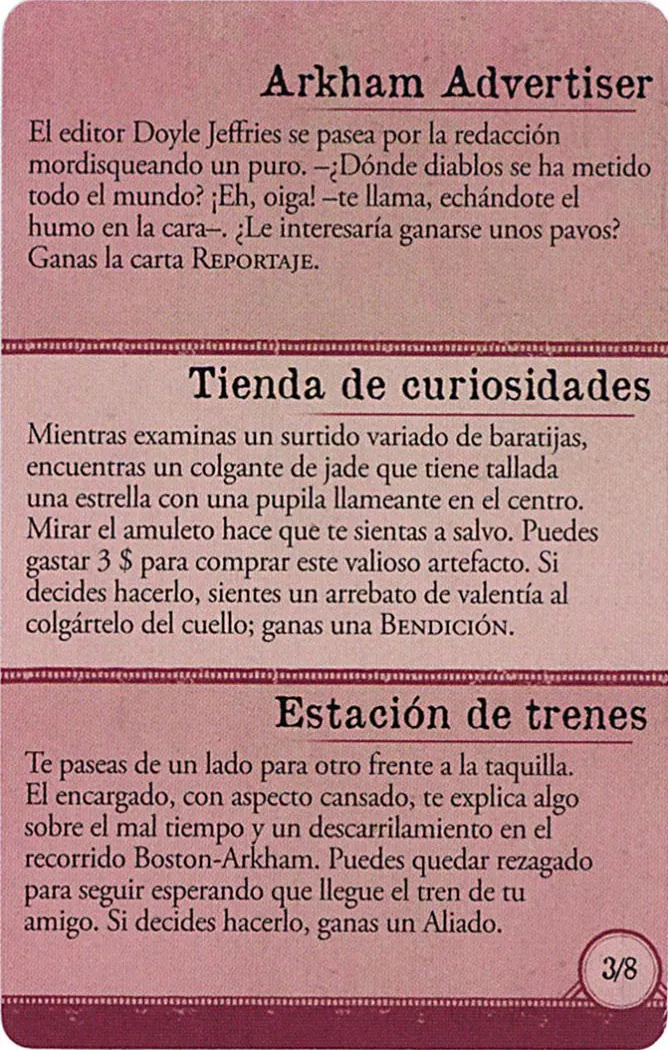 Arkham Advertiser
El editor Doyle Jeffries se pasea por la redacción
mordisqueando un puro. –¿Dónde diablos se ha metido
todo el mundo? ¡Eh, oiga! –te llama, echándote el
humo en la cara–. ¿Le interesaría ganarse unos pavos?
Ganas la carta REPORTAJE.
Tienda de curiosidades
Mientras examinas un surtido variado de baratijas,
encuentras un colgante de jade que tiene tallada
una estrella con una pupila llameante en el centro.
Mirar el amuleto hace que te sientas a salvo. Puedes
gastar 3 $ para comprar este valioso artefacto. Si
decides hacerlo, sientes un arrebato de valentía al
colgártelo del cuello; ganas una BENDICIÓN.
Estación de trenes
Te paseas de un lado para otro frente a la taquilla.
El encargado, con aspecto cansado, te explica algo
sobre el mal tiempo y un descarrilamiento en el
recorrido Boston-Arkham. Puedes quedar rezagado
para seguir esperando que llegue el tren de tu
amigo. Si decides hacerlo, ganas un Aliado.
3/8